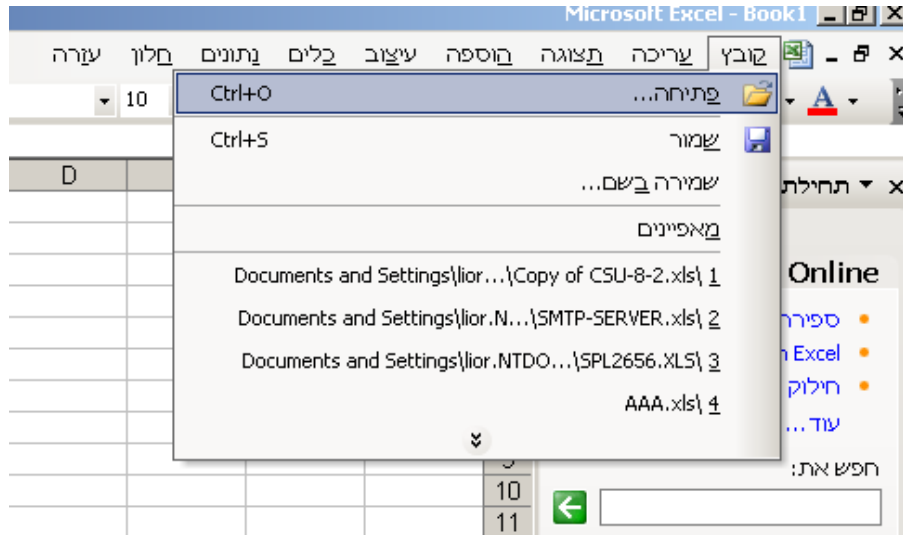 Microsoft Excel - Book1
קובץ עריכה תצוגה הוספה עיצוב כלים נתונים חלון עזרה
10
פתיחה... Ctrl+O
שמור Ctrl+S
שמירה בשם...
מאפיינים
1 \Documents and Settings\lior...\Copy of CSU-8-2.xls
2 \Documents and Settings\lior.N...\SMTP-SERVER.xls
3 \Documents and Settings\lior.NTDO...\SPL2656.XLS
4 \AAA.xls
D
A
תחילת
Online
ספירת
Excel
חילוק
עוד...
חפש את:
10
11